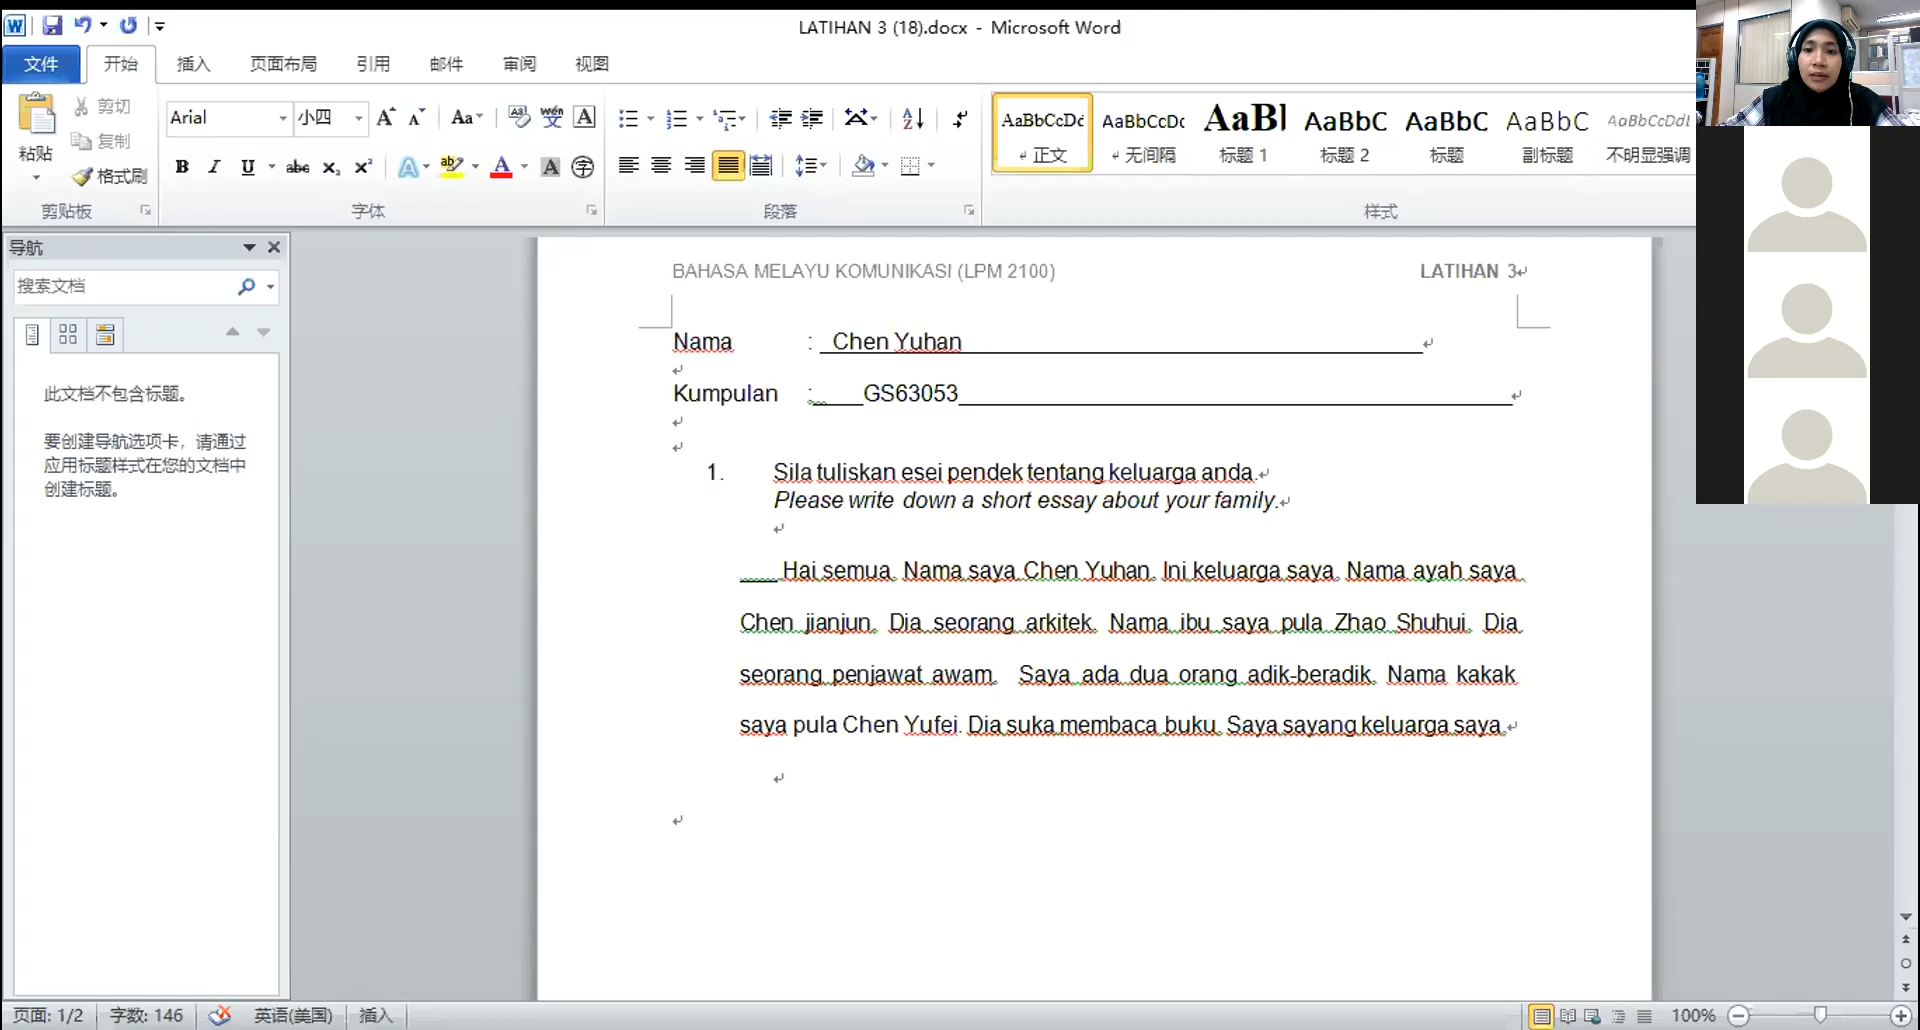 LATIHAN 3 (18).docx - Microsoft Word
文件 开始 插入 页面布局 引用 邮件 审阅 视图
粘贴
剪切
复制
格式刷
剪贴板
Arial 小四
字体
段落
AaBbCcDc AaBbCcDc AaBl AaBbC AaBbC AaBbC AaBbCcDdE
正文 无间隔 标题 1 标题 2 标题 副标题 不明显强调
样式
导航
搜索文档
此文档不包含标题。
要创建导航选项卡，请通过
应用标题样式在您的文档中
创建标题。
BAHASA MELAYU KOMUNIKASI (LPM 2100) LATIHAN 3
Nama : Chen Yuhan
Kumpulan :____GS63053
1. Sila tuliskan esei pendek tentang keluarga anda.
Please write down a short essay about your family.
___Hai semua. Nama saya Chen Yuhan. Ini keluarga saya. Nama ayah saya
Chen jianjun. Dia seorang arkitek. Nama ibu saya pula Zhao Shuhui. Dia
seorang penjawat awam. Saya ada dua orang adik-beradik. Nama kakak
saya pula Chen Yufei. Dia suka membaca buku. Saya sayang keluarga saya.
页面: 1/2 字数: 146 英语(美国) 插入 100%